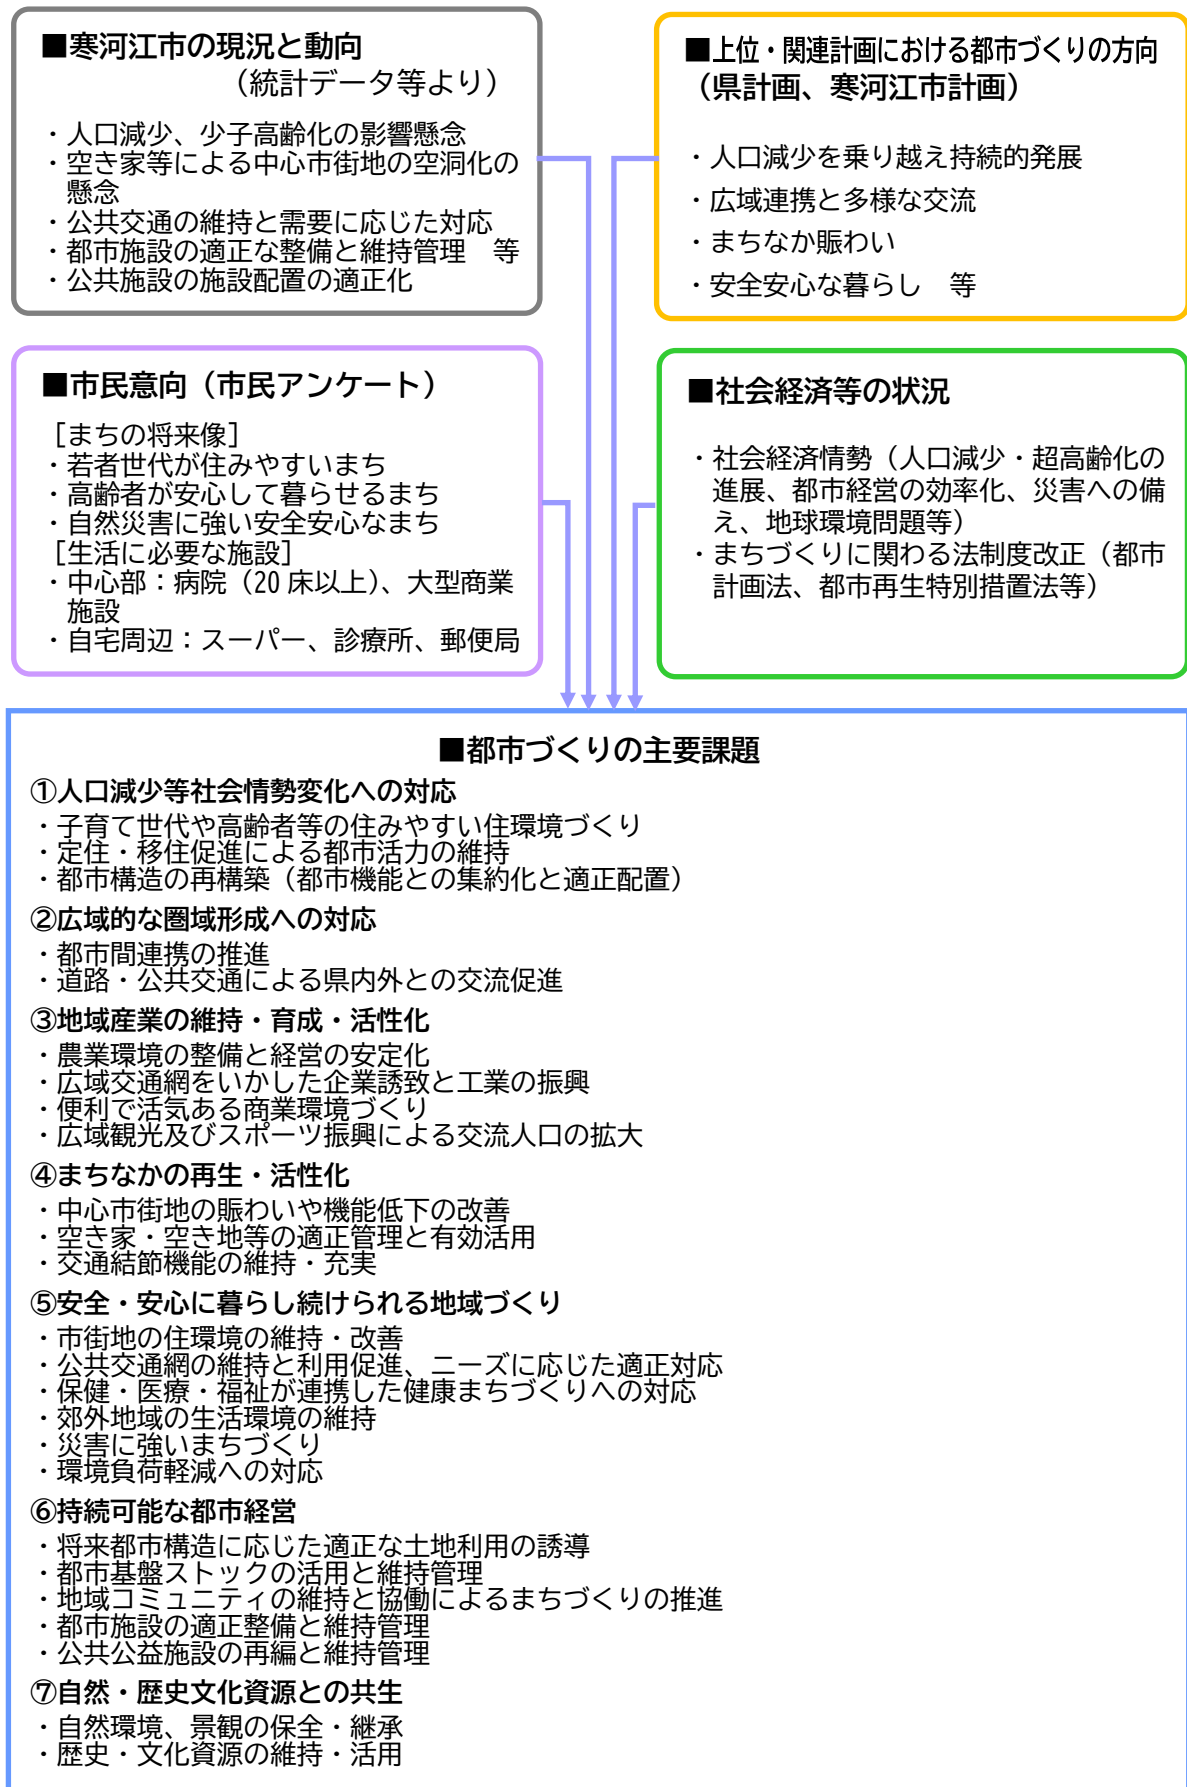 ■寒河江市の現況と動向
（統計データ等より）
・人口減少、少子高齢化の影響懸念
・空き家等による中心市街地の空洞化の
懸念
・公共交通の維持と需要に応じた対応
・都市施設の適正な整備と維持管理　等
・公共施設の施設配置の適正化
■上位・関連計画における都市づくりの方向
（県計画、寒河江市計画）
・人口減少を乗り越え持続的発展
・広域連携と多様な交流
・まちなか賑わい
・安全安心な暮らし　等
■市民意向（市民アンケート）
［まちの将来像］
・若者世代が住みやすいまち
・高齢者が安心して暮らせるまち
・自然災害に強い安全安心なまち
［生活に必要な施設］
・中心部：病院（20 床以上）、大型商業
施設
・自宅周辺：スーパー、診療所、郵便局
■社会経済等の状況
・社会経済情勢（人口減少・超高齢化の
進展、都市経営の効率化、災害への備
え、地球環境問題等）
・まちづくりに関わる法制度改正（都市
計画法、都市再生特別措置法等）
■都市づくりの主要課題
①人口減少等社会情勢変化への対応
・子育て世代や高齢者等の住みやすい住環境づくり
・定住・移住促進による都市活力の維持
・都市構造の再構築（都市機能との集約化と適正配置）
②広域的な圏域形成への対応
・都市間連携の推進
・道路・公共交通による県内外との交流促進
③地域産業の維持・育成・活性化
・農業環境の整備と経営の安定化
・広域交通網をいかした企業誘致と工業の振興
・便利で活気ある商業環境づくり
・広域観光及びスポーツ振興による交流人口の拡大
④まちなかの再生・活性化
・中心市街地の賑わいや機能低下の改善
・空き家・空き地等の適正管理と有効活用
・交通結節機能の維持・充実
⑤安全・安心に暮らし続けられる地域づくり
・市街地の住環境の維持・改善
・公共交通網の維持と利用促進、ニーズに応じた適正対応
・保健・医療・福祉が連携した健康まちづくりへの対応
・郊外地域の生活環境の維持
・災害に強いまちづくり
・環境負荷軽減への対応
⑥持続可能な都市経営
・将来都市構造に応じた適正な土地利用の誘導
・都市基盤ストックの活用と維持管理
・地域コミュニティの維持と協働によるまちづくりの推進
・都市施設の適正整備と維持管理
・公共公益施設の再編と維持管理
⑦自然・歴史文化資源との共生
・自然環境、景観の保全・継承
・歴史・文化資源の維持・活用